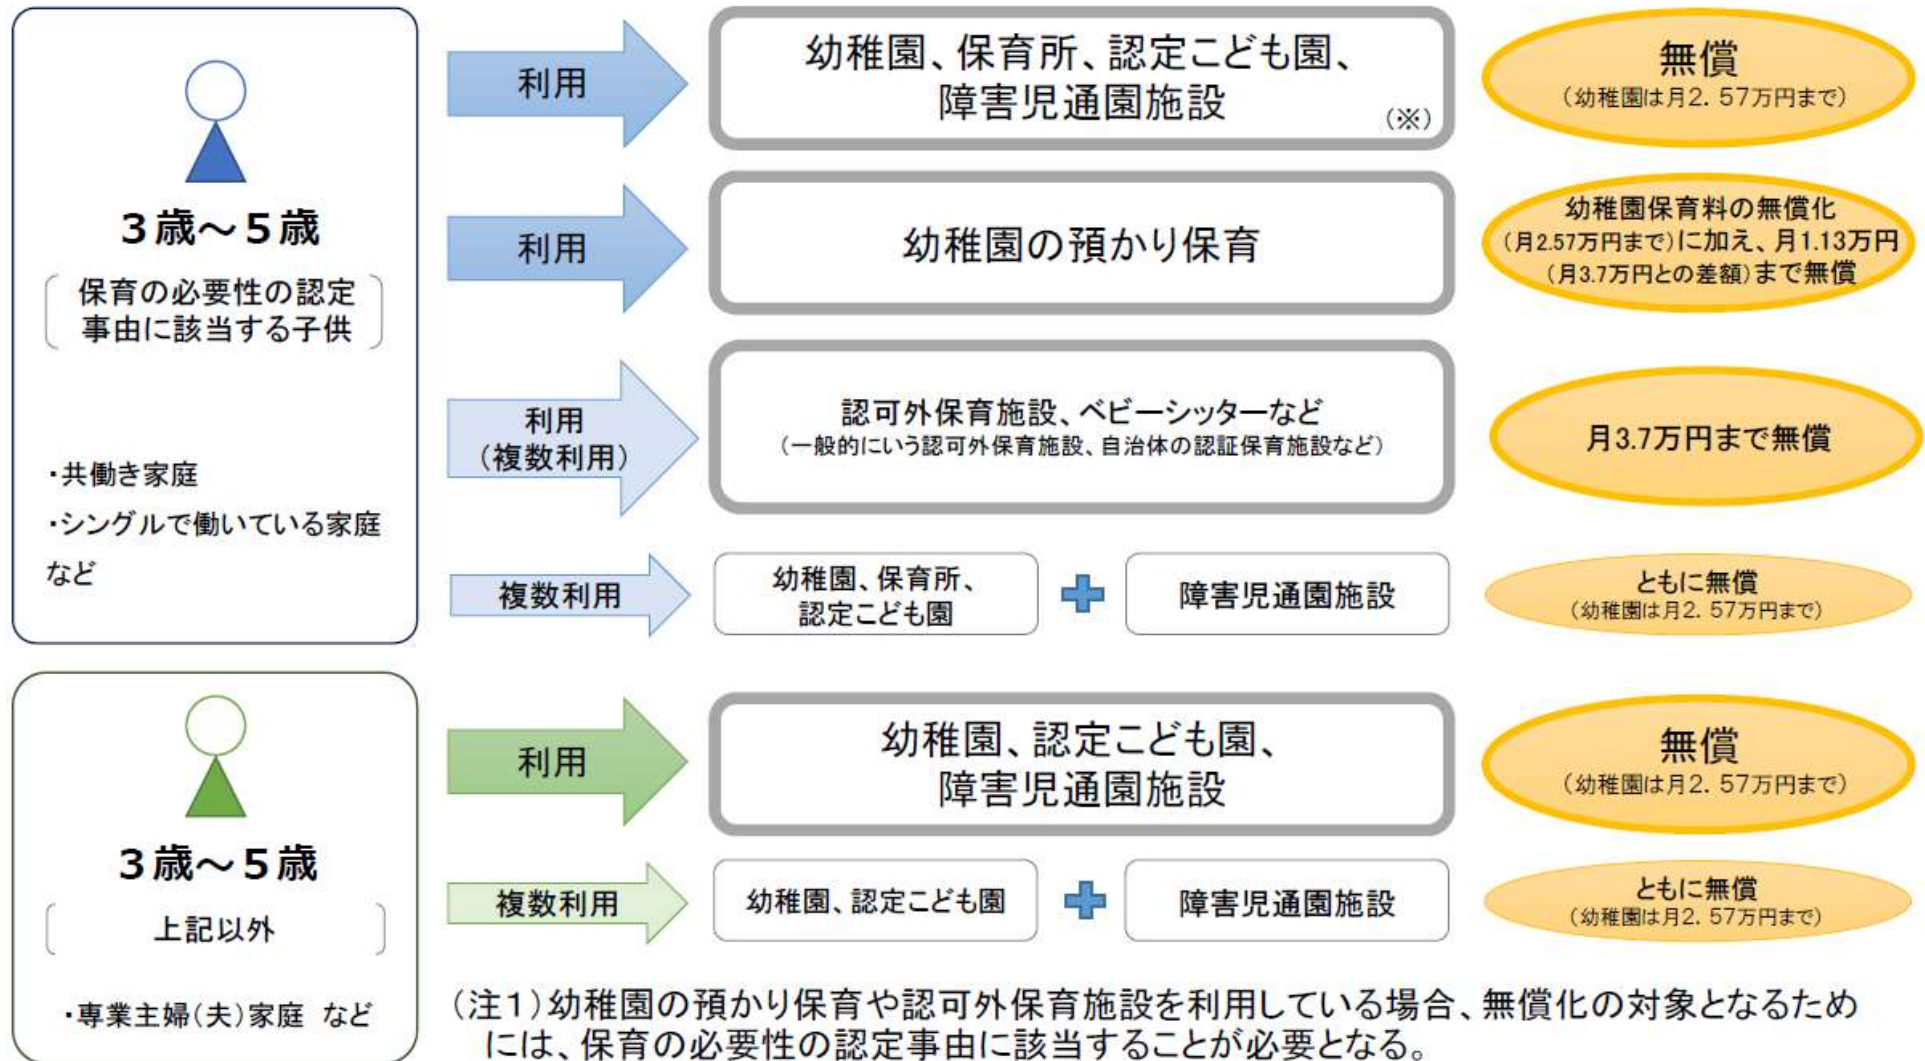 3歳～5歳
保育の必要性の認定
事由に該当する子供
・共働き家庭
・シングルで働いている家庭
など
利用
幼稚園、保育所、認定こども園、
障害児通園施設
(※)
無償
(幼稚園は月2.57万円まで)
利用
幼稚園の預かり保育
幼稚園保育料の無償化
(月2.57万円まで)に加え、月1.13万円
(月3.7万円との差額)まで無償
利用
(複数利用)
認可外保育施設、ベビーシッターなど
(一般的にいう認可外保育施設、自治体の認証保育施設など)
月3.7万円まで無償
複数利用
幼稚園、保育所、
認定こども園
障害児通園施設
ともに無償
(幼稚園は月2.57万円まで)
3歳～5歳
上記以外
・専業主婦(夫)家庭 など
利用
幼稚園、認定こども園、
障害児通園施設
無償
(幼稚園は月2.57万円まで)
複数利用
幼稚園、認定こども園
障害児通園施設
ともに無償
(幼稚園は月2.57万円まで)
(注1)幼稚園の預かり保育や認可外保育施設を利用している場合、無償化の対象となるため
には、保育の必要性の認定事由に該当することが必要となる。